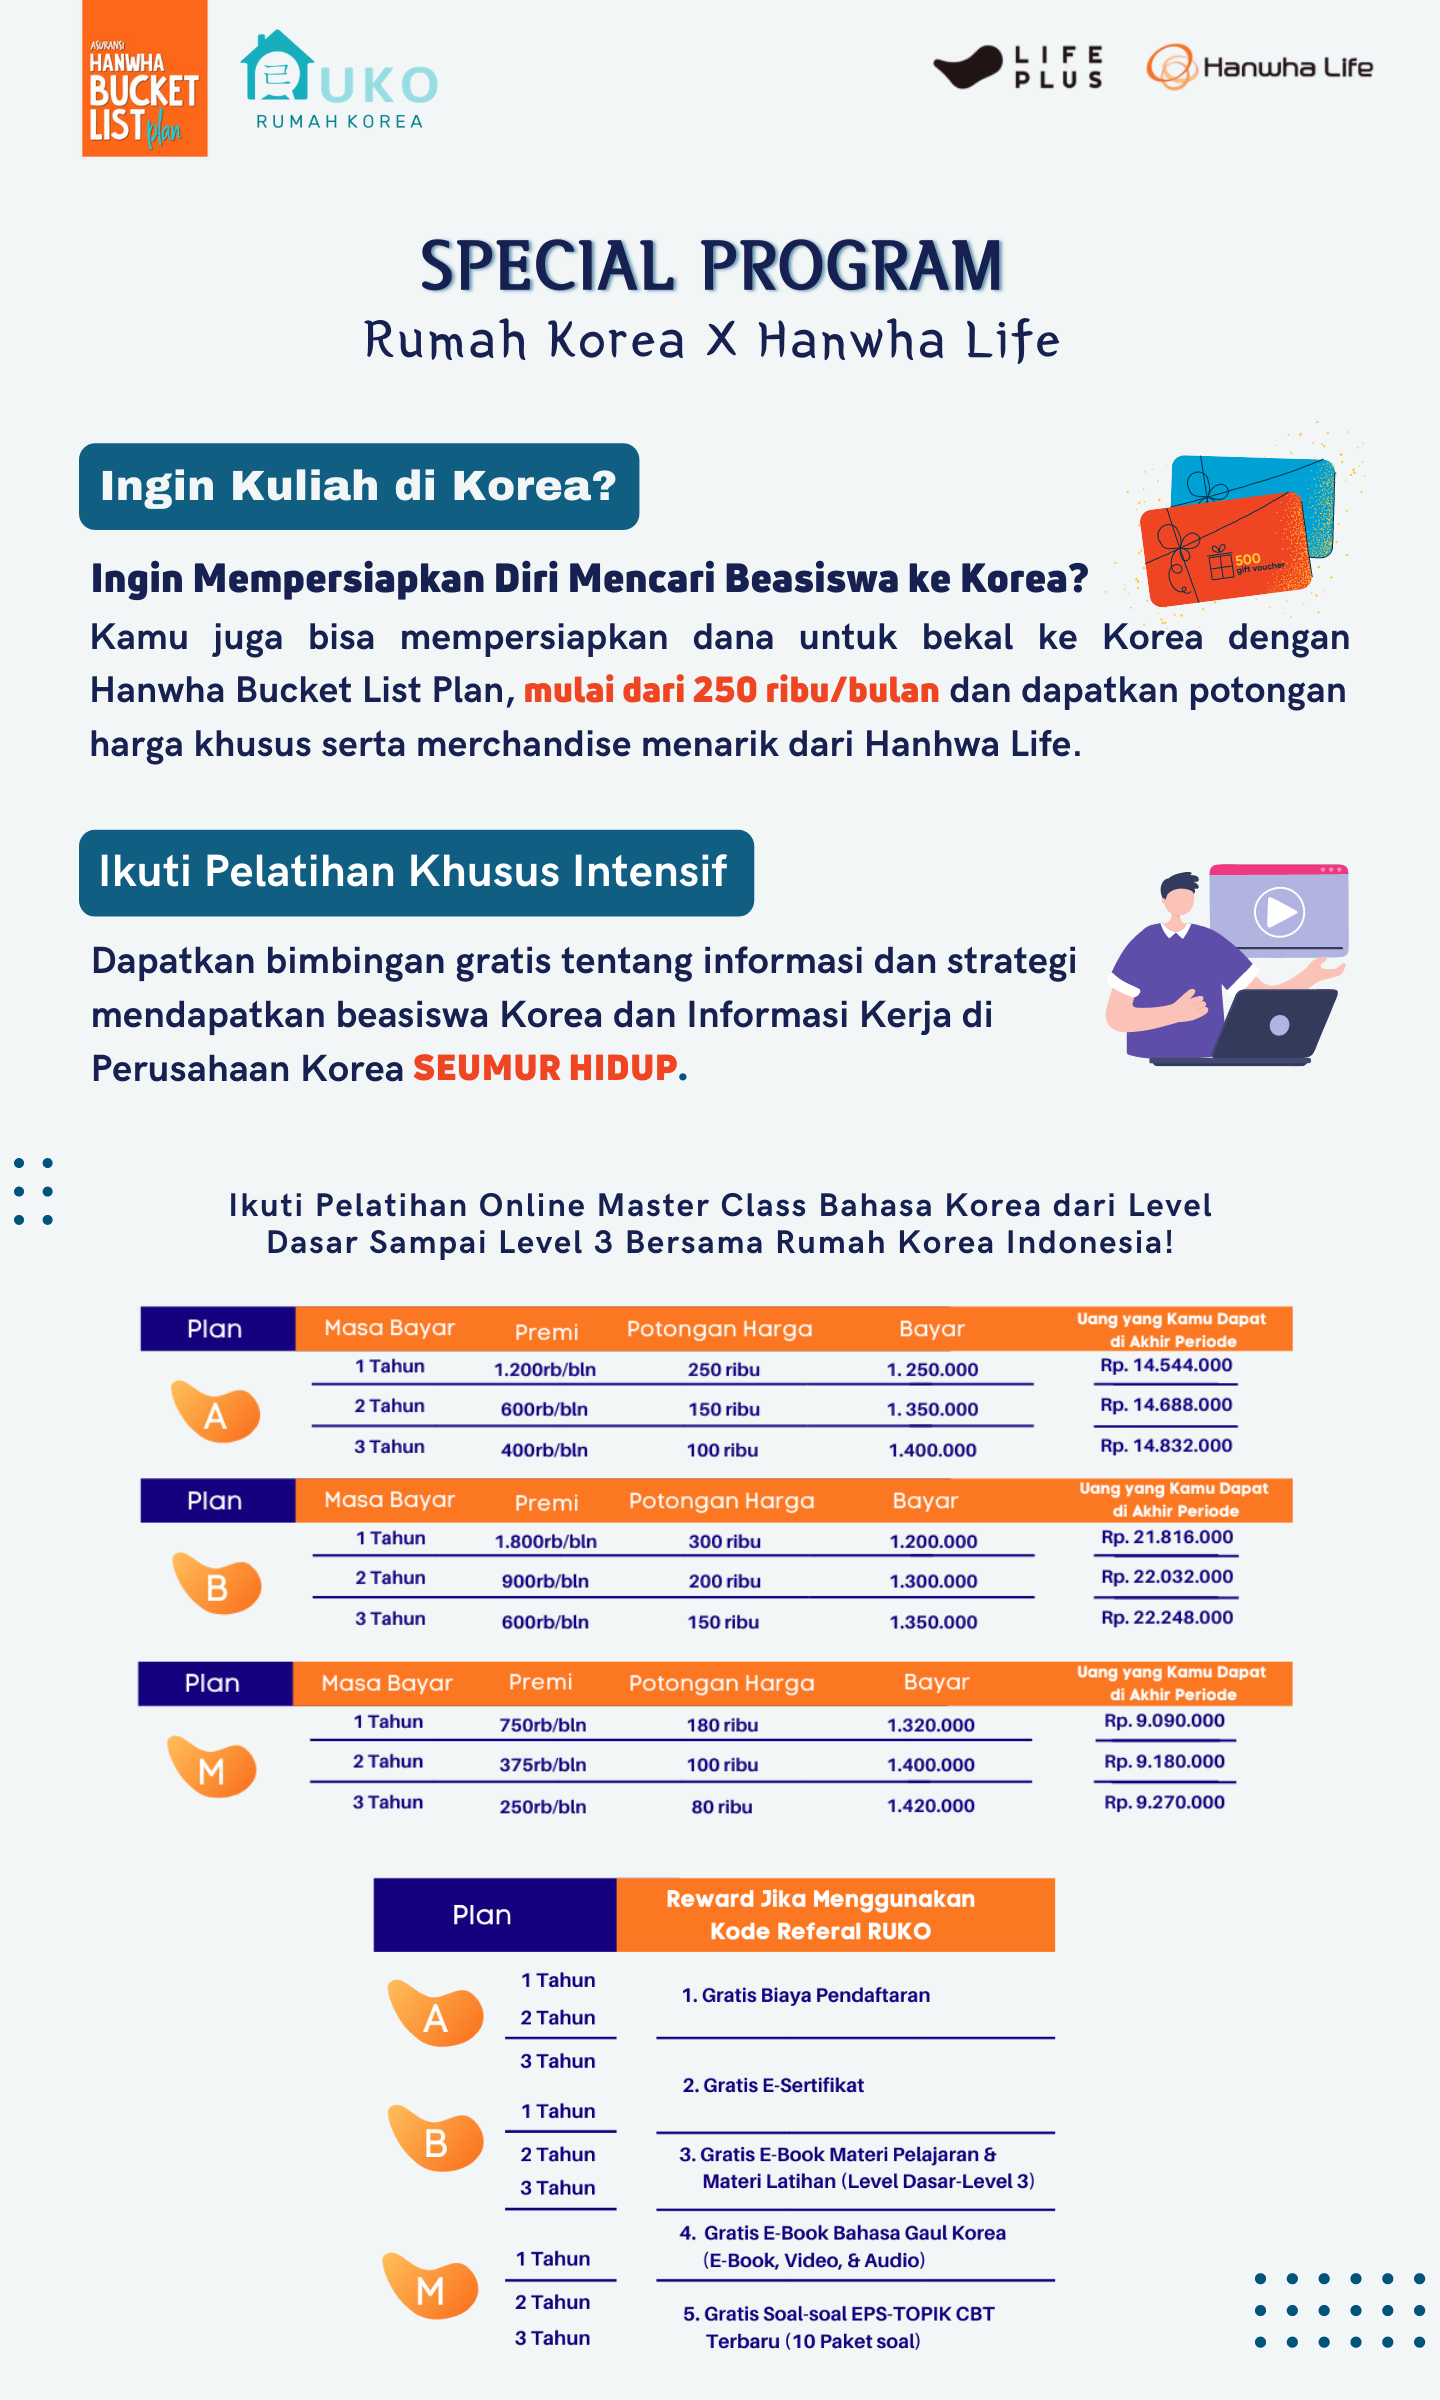 ASURANSI
HANWHA
BUCKET
LIST plan
RUKO
RUMAH KOREA
LIFE
PLUS
Hanwha Life
SPECIAL PROGRAM
Rumah Korea X Hanwha Life
Ingin Kuliah di Korea?
500
gift voucher
Ingin Mempersiapkan Diri Mencari Beasiswa ke Korea?
Kamu juga bisa mempersiapkan dana untuk bekal ke Korea dengan
Hanwha Bucket List Plan, mulai dari 250 ribu/bulan dan dapatkan potongan
harga khusus serta merchandise menarik dari Hanhwa Life.
Ikuti Pelatihan Khusus Intensif
Dapatkan bimbingan gratis tentang informasi dan strategi
mendapatkan beasiswa Korea dan Informasi Kerja di
Perusahaan Korea SEUMUR HIDUP.
Ikuti Pelatihan Online Master Class Bahasa Korea dari Level
Dasar Sampai Level 3 Bersama Rumah Korea Indonesia!
Plan Masa Bayar Premi Potongan Harga Bayar Uang yang Kamu Dapat
di Akhir Periode
1 Tahun 1.200rb/bln 250 ribu 1. 250.000 Rp. 14.544.000
A
2 Tahun 600rb/bln 150 ribu 1. 350.000 Rp. 14.688.000
3 Tahun 400rb/bln 100 ribu 1.400.000 Rp. 14.832.000
Plan Masa Bayar Premi Potongan Harga Bayar Uang yang Kamu Dapat
di Akhir Periode
1 Tahun 1.800rb/bln 300 ribu 1.200.000 Rp. 21.816.000
B
2 Tahun 900rb/bln 200 ribu 1.300.000 Rp. 22.032.000
3 Tahun 600rb/bln 150 ribu 1.350.000 Rp. 22.248.000
Plan Masa Bayar Premi Potongan Harga Bayar Uang yang Kamu Dapat
di Akhir Periode
1 Tahun 750rb/bln 180 ribu 1.320.000 Rp. 9.090.000
M
2 Tahun 375rb/bln 100 ribu 1.400.000 Rp. 9.180.000
3 Tahun 250rb/bln 80 ribu 1.420.000 Rp. 9.270.000
Plan
Reward Jika Menggunakan
Kode Referal RUKO
A
1 Tahun
2 Tahun
3 Tahun
1. Gratis Biaya Pendaftaran
2. Gratis E-Sertifikat
B
1 Tahun
2 Tahun
3 Tahun
3. Gratis E-Book Materi Pelajaran &
Materi Latihan (Level Dasar-Level 3)
4. Gratis E-Book Bahasa Gaul Korea
(E-Book, Video, & Audio)
M
1 Tahun
2 Tahun
3 Tahun
5. Gratis Soal-soal EPS-TOPIK CBT
Terbaru (10 Paket soal)